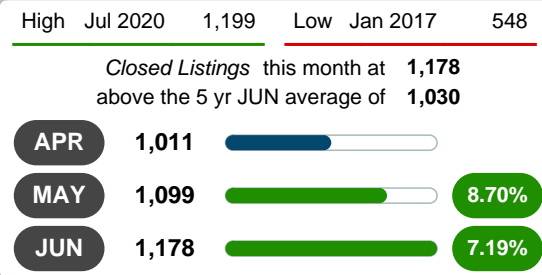 High Jul 2020 1,199 Low Jan 2017 548
Closed Listings this month at 1,178
above the 5 yr JUN average of 1,030
APR 1,011
MAY 1,099 8.70%
JUN 1,178 7.19%